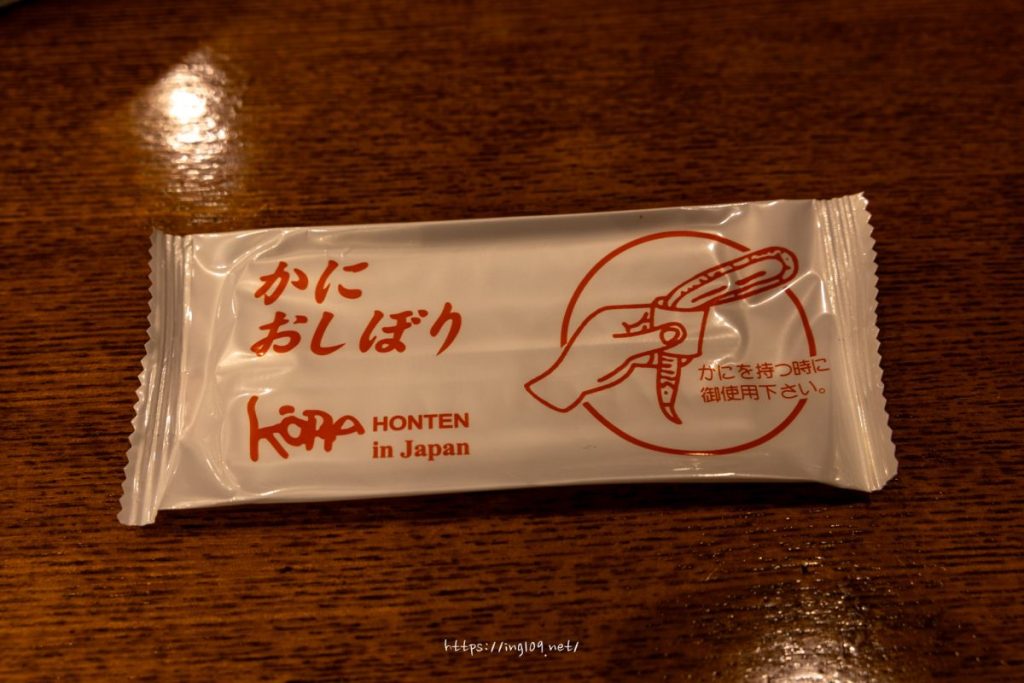 かに
おしぼり
KŌRA HONTEN
in Japan
かにを持つ時に
御使用下さい。
https://ing109.net/